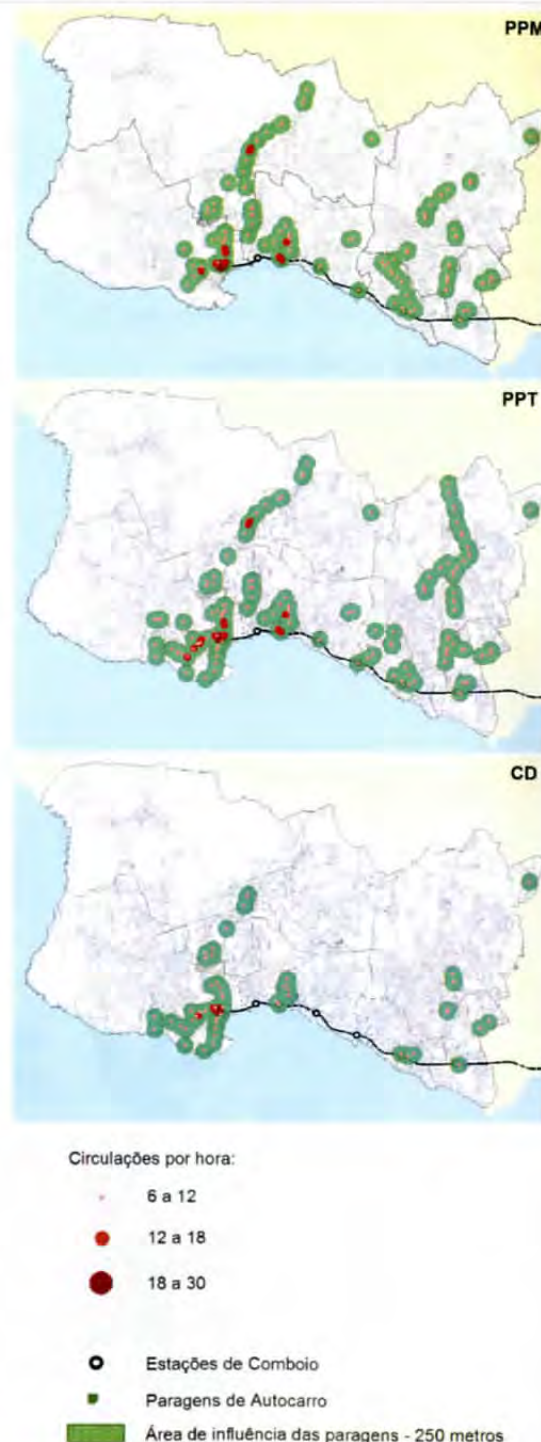 PPM
PPT
CD
Circulações por hora:
6 a 12
12 a 18
18 a 30
Estações de Comboio
Paragens de Autocarro
Área de influência das paragens - 250 metros